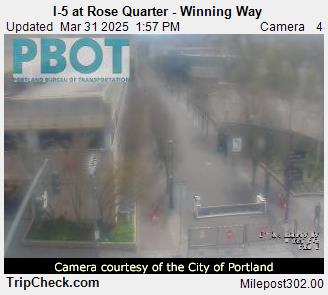 I-5 at Rose Quarter - Winning Way
Updated Mar 31 2025 1:57 PM Camera 4
PBOT
PORTLAND BUREAU OF TRANSPORTATION
Camera courtesy of the City of Portland
TripCheck.com Milepost302.00